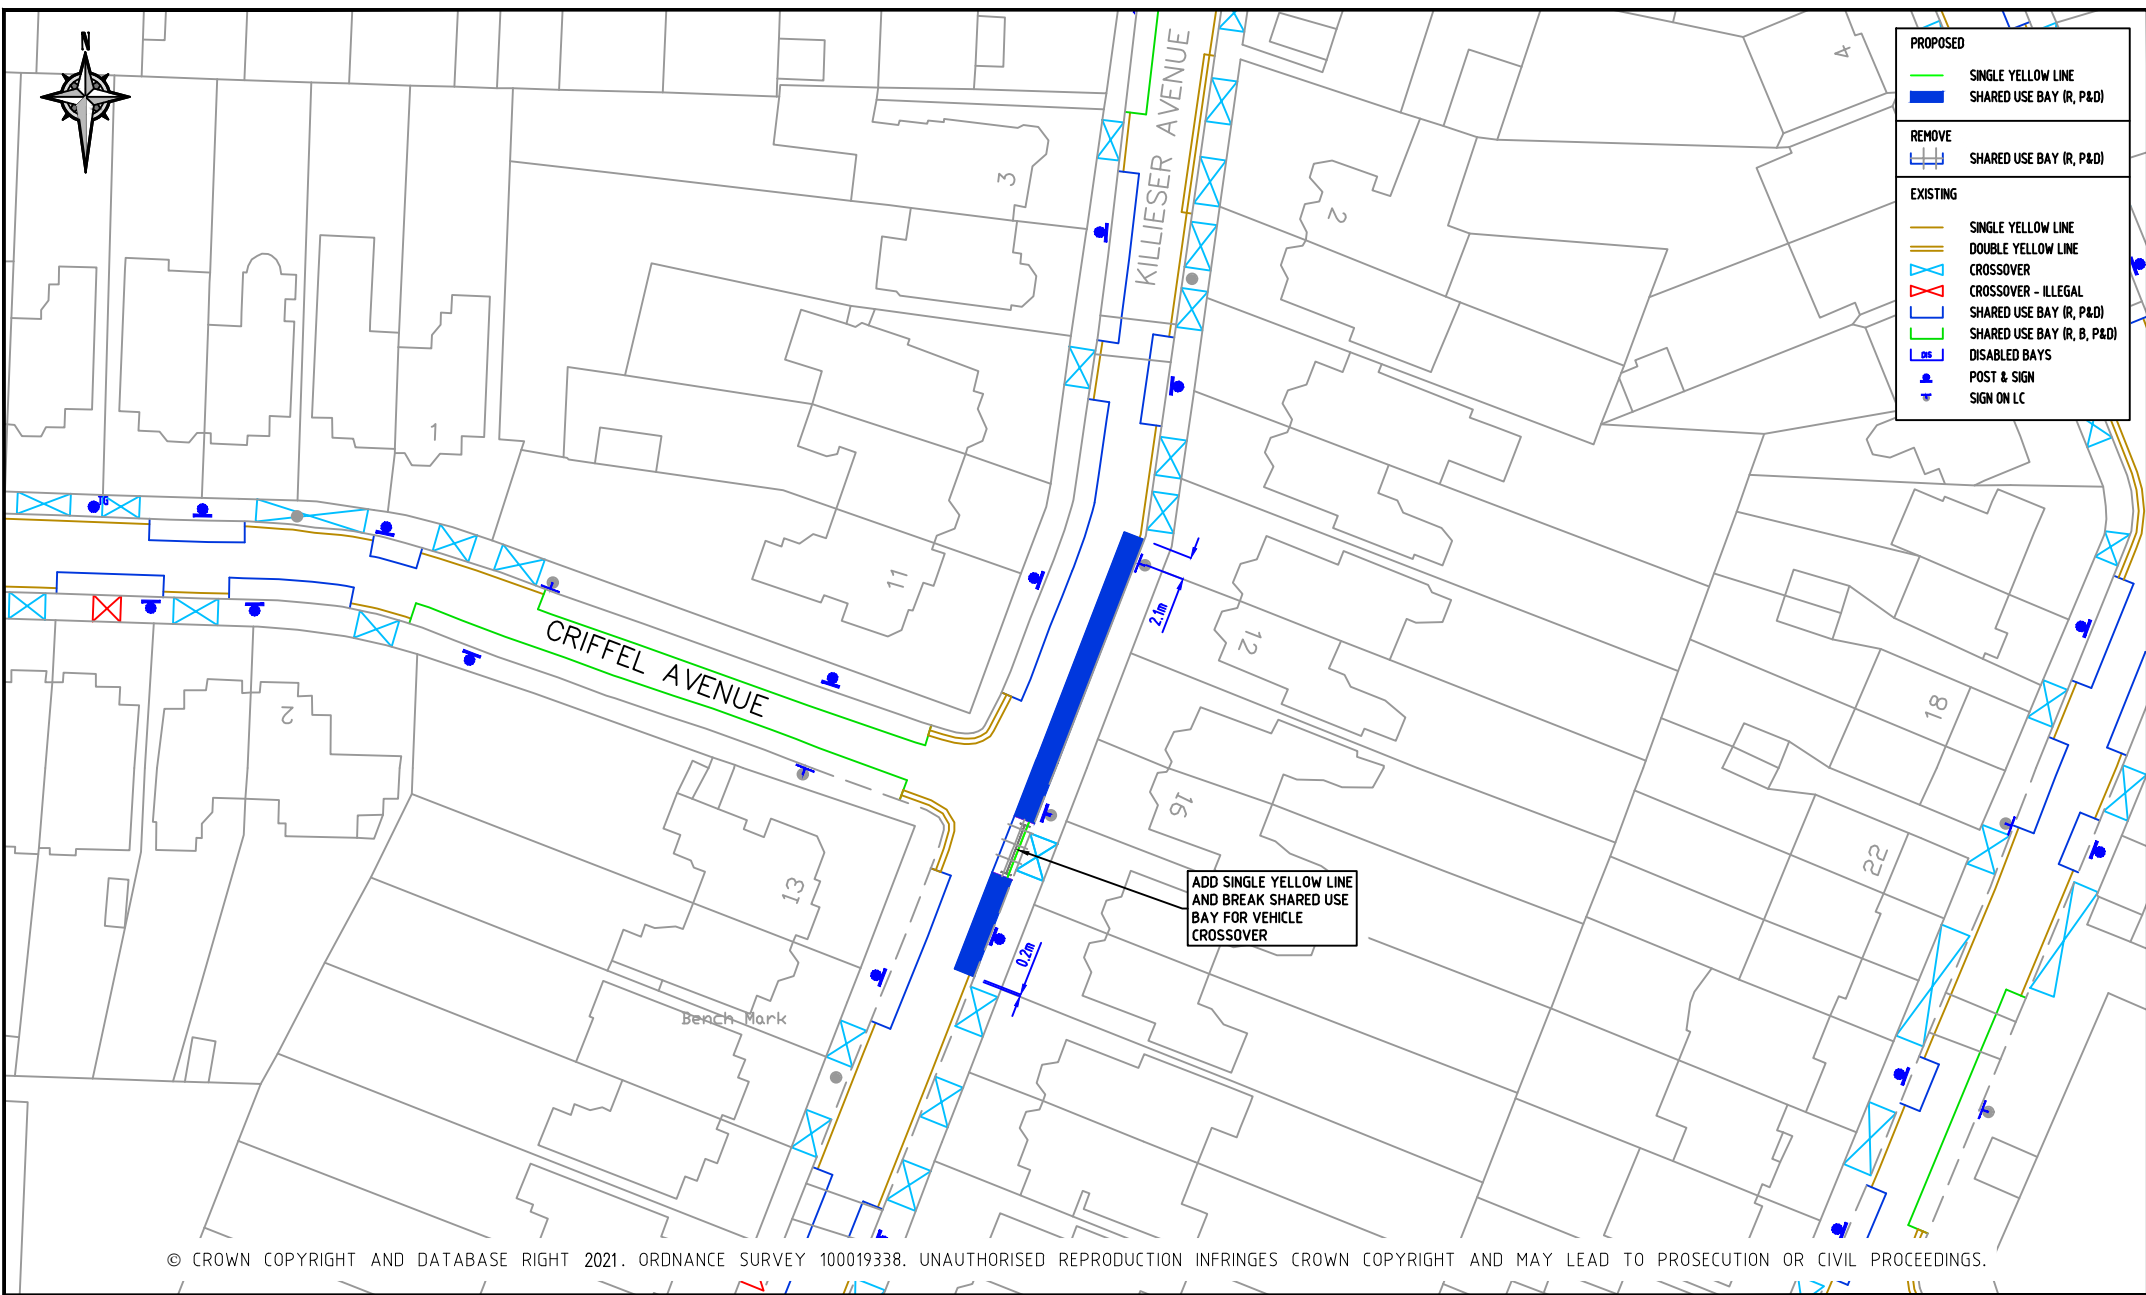 N
KILLIESER AVENUE
CRIFFEL AVENUE
PROPOSED
SINGLE YELLOW LINE
SHARED USE BAY (R, P&D)
REMOVE
SHARED USE BAY (R, P&D)
EXISTING
SINGLE YELLOW LINE
DOUBLE YELLOW LINE
CROSSOVER
CROSSOVER - ILLEGAL
SHARED USE BAY (R, P&D)
SHARED USE BAY (R, B, P&D)
DIS
DISABLED BAYS
POST & SIGN
SIGN ON LC
4
3
2
1
TG
11
2.1m
12
18
2
16
22
13
ADD SINGLE YELLOW LINE
AND BREAK SHARED USE
BAY FOR VEHICLE
CROSSOVER
0.2m
Bench Mark
© CROWN COPYRIGHT AND DATABASE RIGHT 2021. ORDNANCE SURVEY 100019338. UNAUTHORISED REPRODUCTION INFRINGES CROWN COPYRIGHT AND MAY LEAD TO PROSECUTION OR CIVIL PROCEEDINGS.